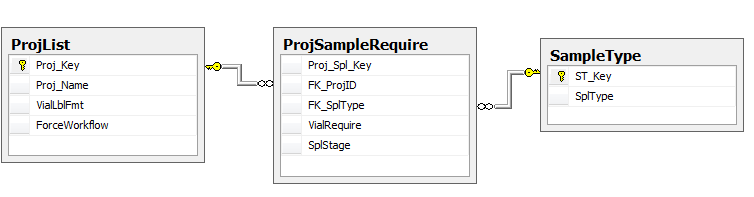 ProjList
Proj_Key
Proj_Name
VialLblFmt
ForceWorkflow
ProjSampleRequire
Proj_Spl_Key
FK_ProjID
FK_SplType
VialRequire
SplStage
SampleType
ST_Key
SplType